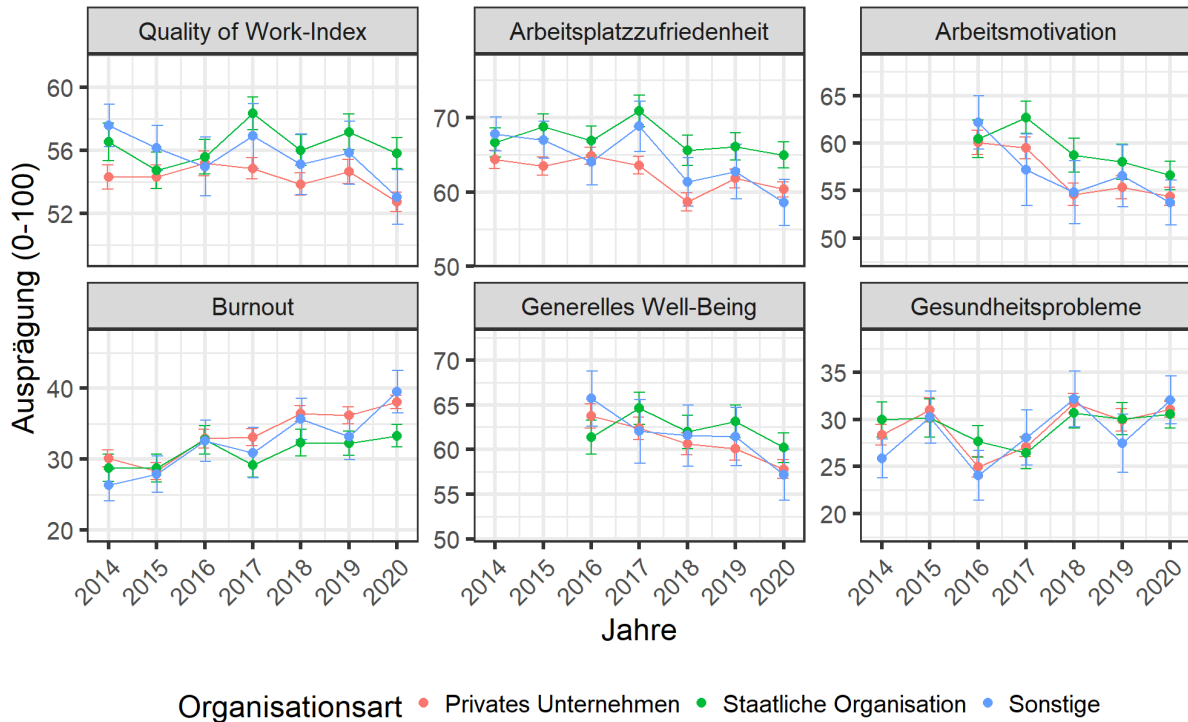 Quality of Work-Index
Arbeitsplatzzufriedenheit
Arbeitsmotivation
60
56
52
70
60
50
65
60
55
50
Ausprägung (0-100)
Burnout
Generelles Well-Being
Gesundheitsprobleme
40
30
20
70
65
60
55
50
35
30
25
20
2014 2015 2016 2017 2018 2019 2020
2014 2015 2016 2017 2018 2019 2020
2014 2015 2016 2017 2018 2019 2020
Jahre
Organisationsart Privates Unternehmen Staatliche Organisation Sonstige